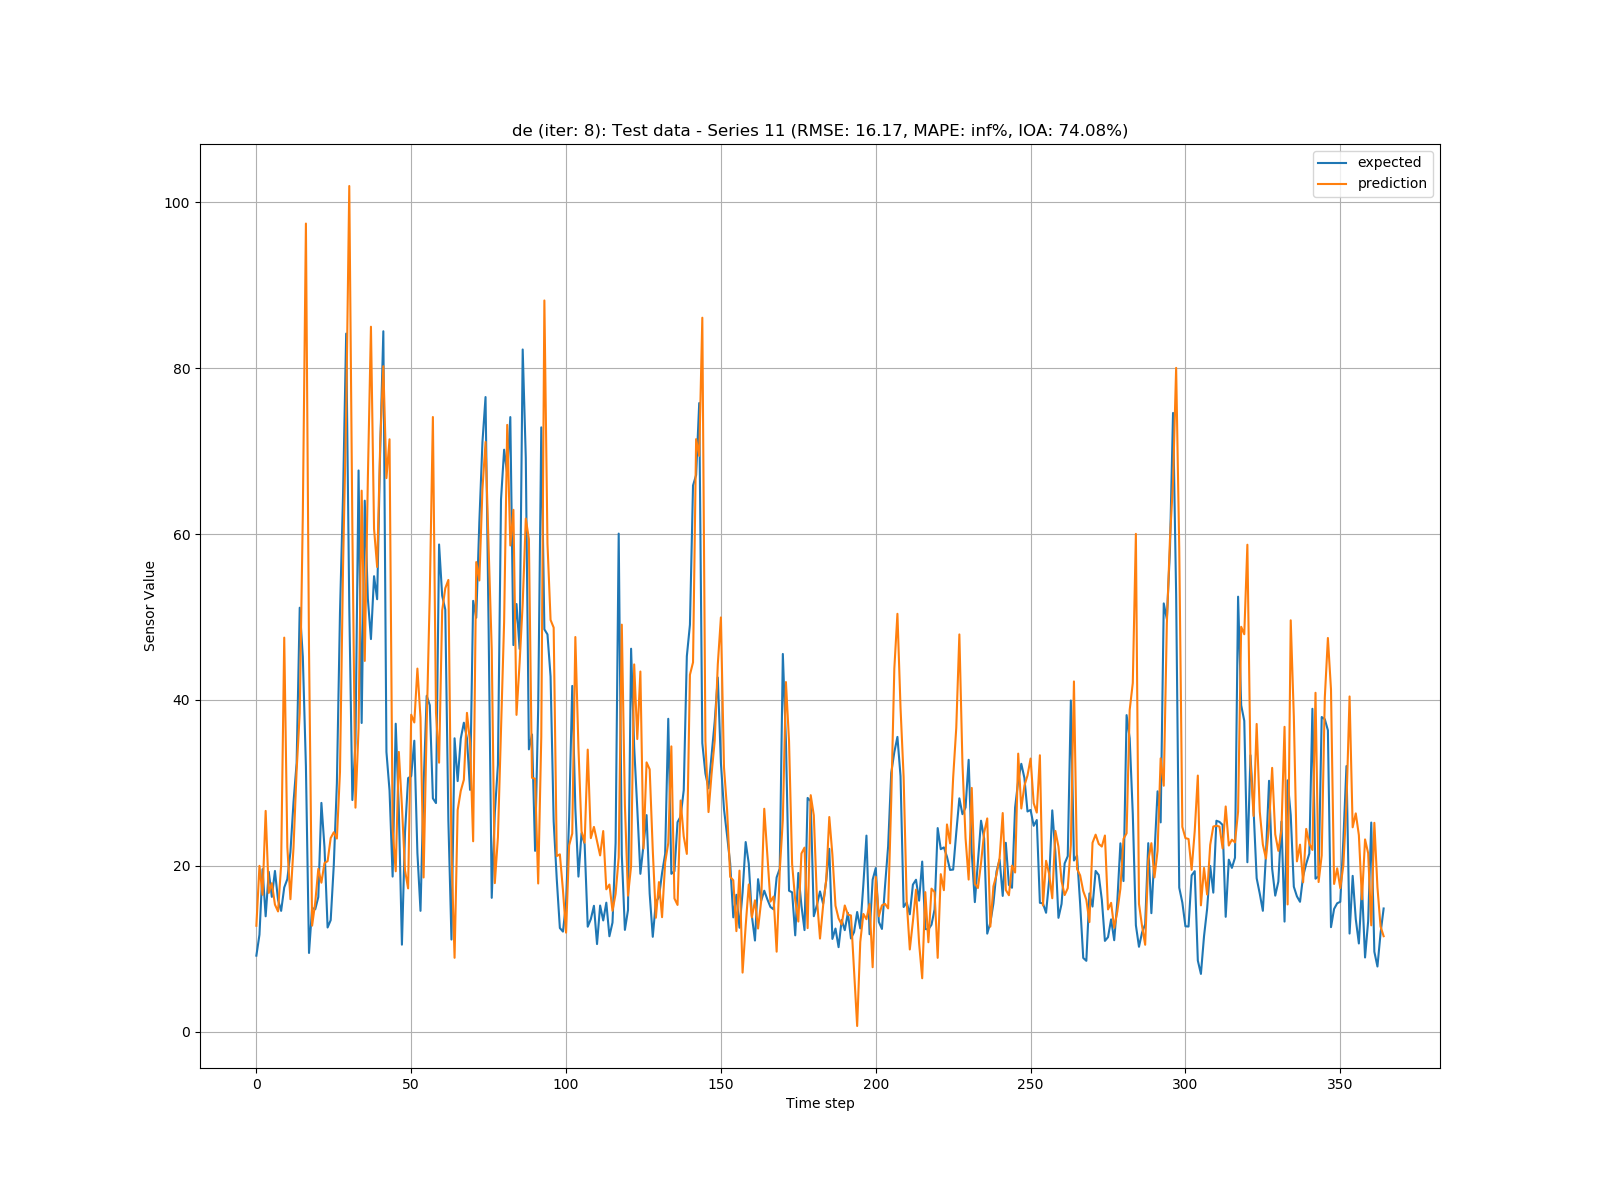 de (iter: 8): Test data - Series 11 (RMSE: 16.17, MAPE: inf%, IOA: 74.08%)
expected
prediction
100
80
60
40
20
0
Sensor Value
0 50 100 150 200 250 300 350
Time step